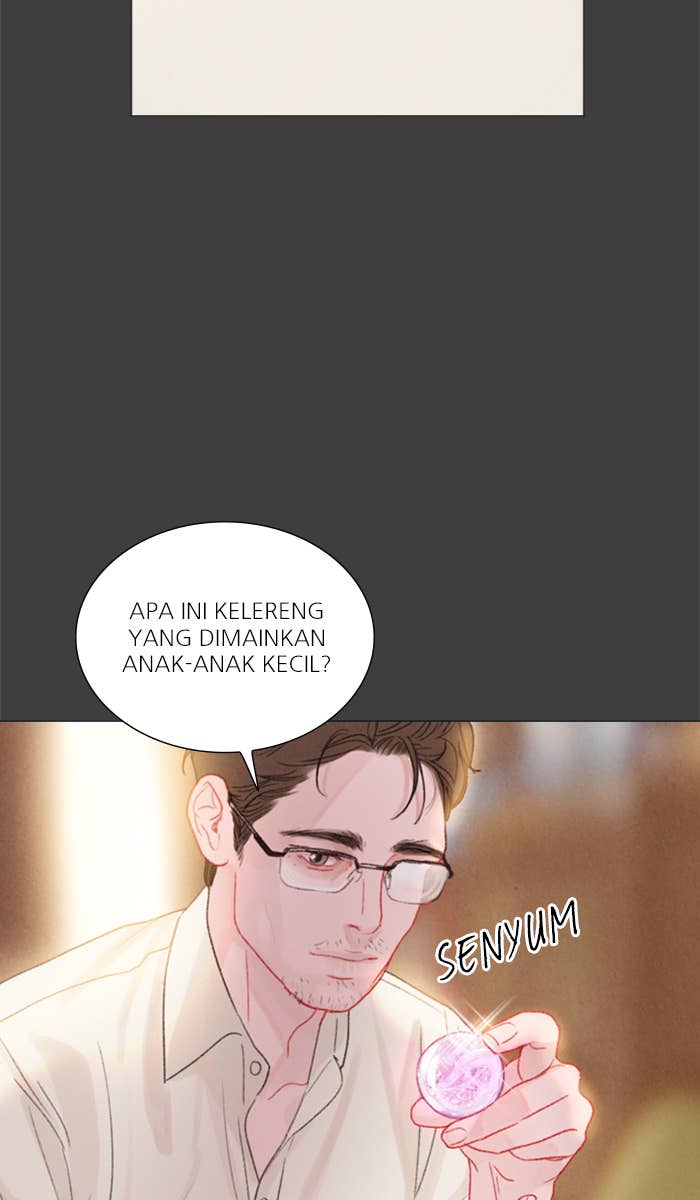 APA INI KELERENG
YANG DIMAINKAN
ANAK-ANAK KECIL?
SENYUM